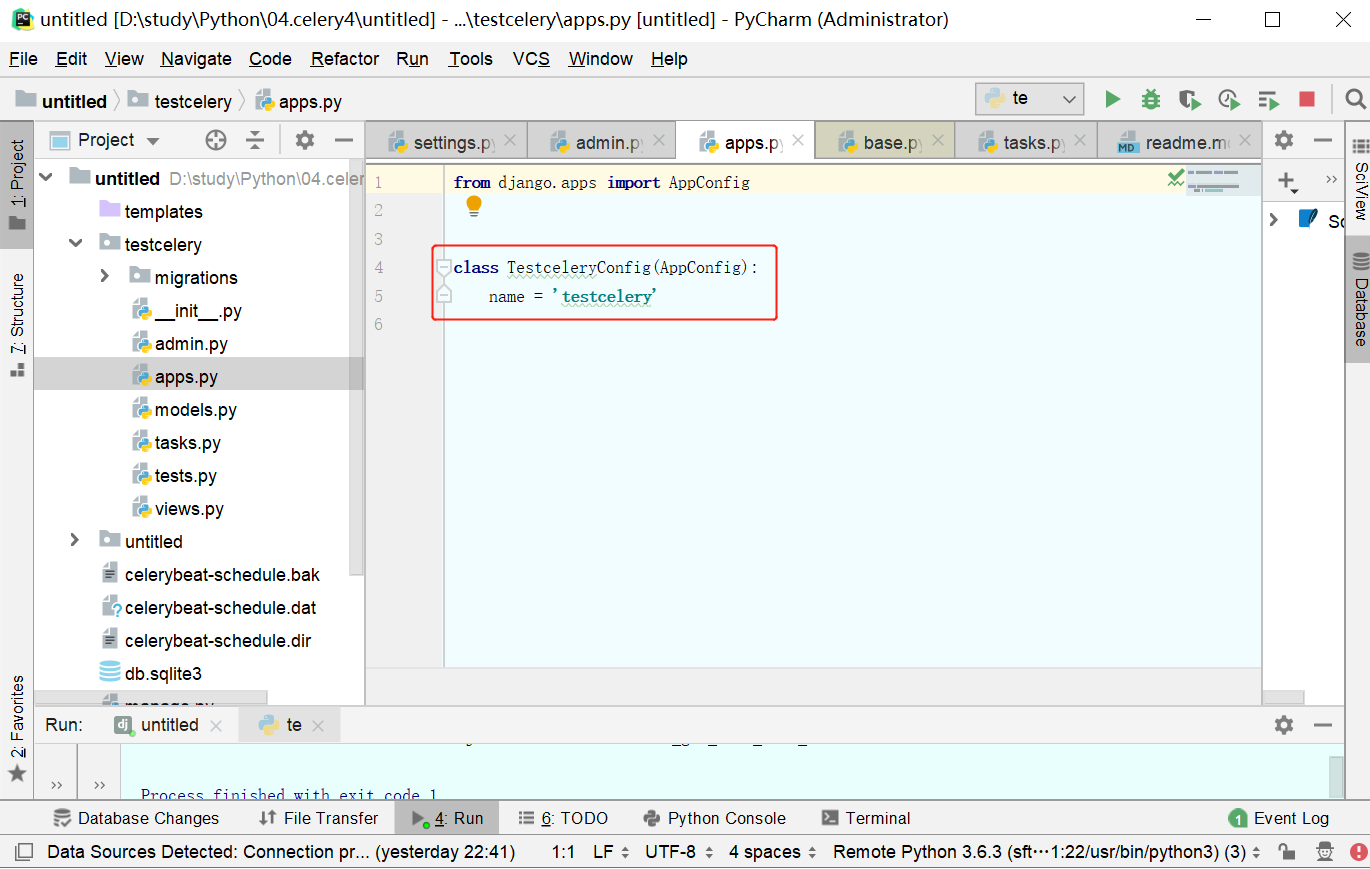 untitled [D:\study\Python\04.celery4\untitled] - ...\testcelery\apps.py [untitled] - PyCharm (Administrator)
File Edit View Navigate Code Refactor Run Tools VCS Window Help
untitled testcelery apps.py te
1: Project
Project
settings.py admin.p apps.py base.p tasks.p readme.m
untitled D:\study\Python\04.celer
templates
testcelery
migrations
__init__.py
admin.py
apps.py
models.py
tasks.py
tests.py
views.py
untitled
celerybeat-schedule.bak
celerybeat-schedule.dat
celerybeat-schedule.dir
db.sqlite3
manage.py
1 from django.apps import AppConfig
2
3
4 class TestceleryConfig(AppConfig):
5 name = 'testcelery'
6
SciView
Database
7: Structure
2: Favorites
Run: untitled te
Process finished with exit code 1
Database Changes File Transfer 4: Run 6: TODO Python Console Terminal 1 Event Log
Data Sources Detected: Connection pr... (yesterday 22:41) 1:1 LF UTF-8 4 spaces Remote Python 3.6.3 (sft···1:22/usr/bin/python3) (3)